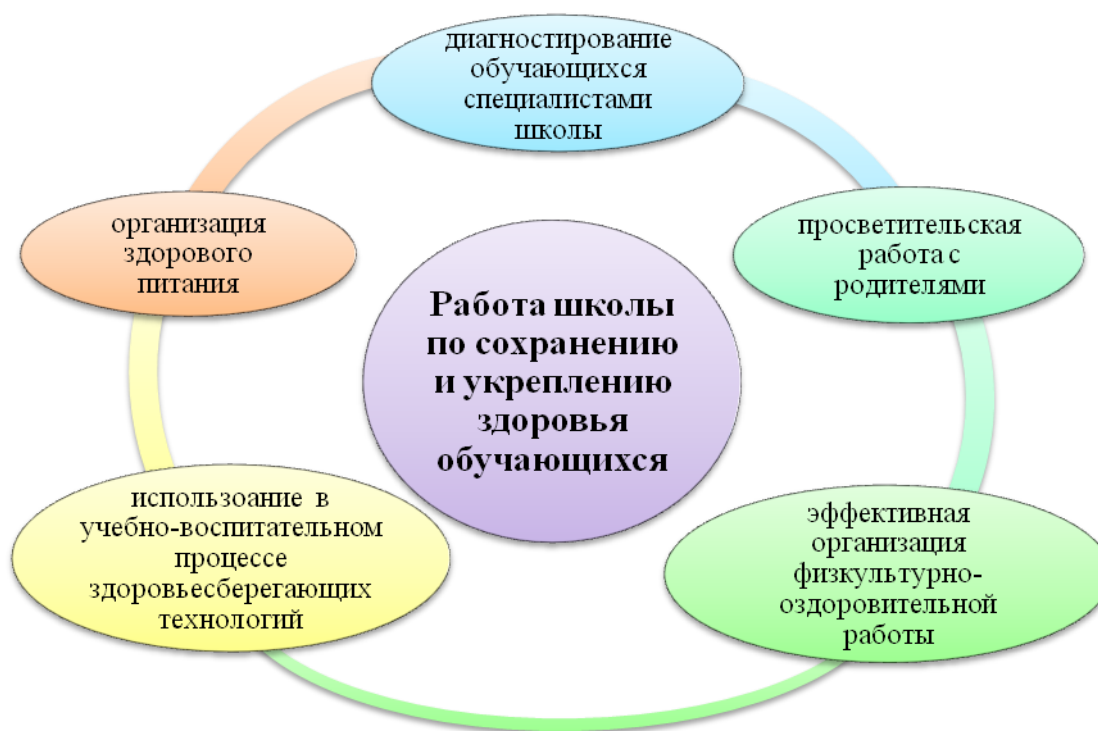 диагностирование
обучающихся
специалистами
школы
организация
здорового
питания
просветительская
работа с
родителями
Работа школы
по сохранению
и укреплению
здоровья
обучающихся
использоание в
учебно-воспитательном
процессе
здоровьесберегающих
технологий
эффективная
организация
физкультурно-
оздоровительной
работы